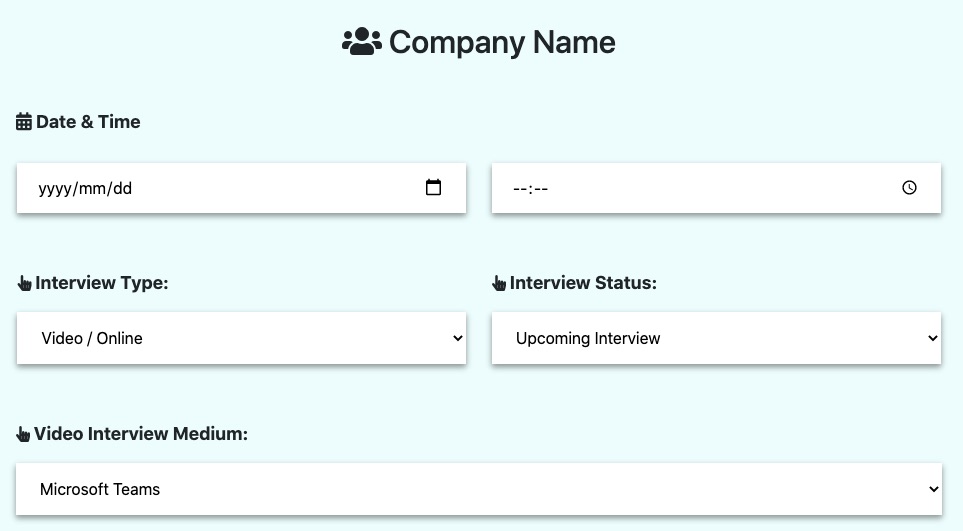 Company Name
Date & Time
yyyy/mm/dd
--:--
Interview Type:
Interview Status:
Video / Online
Upcoming Interview
Video Interview Medium:
Microsoft Teams